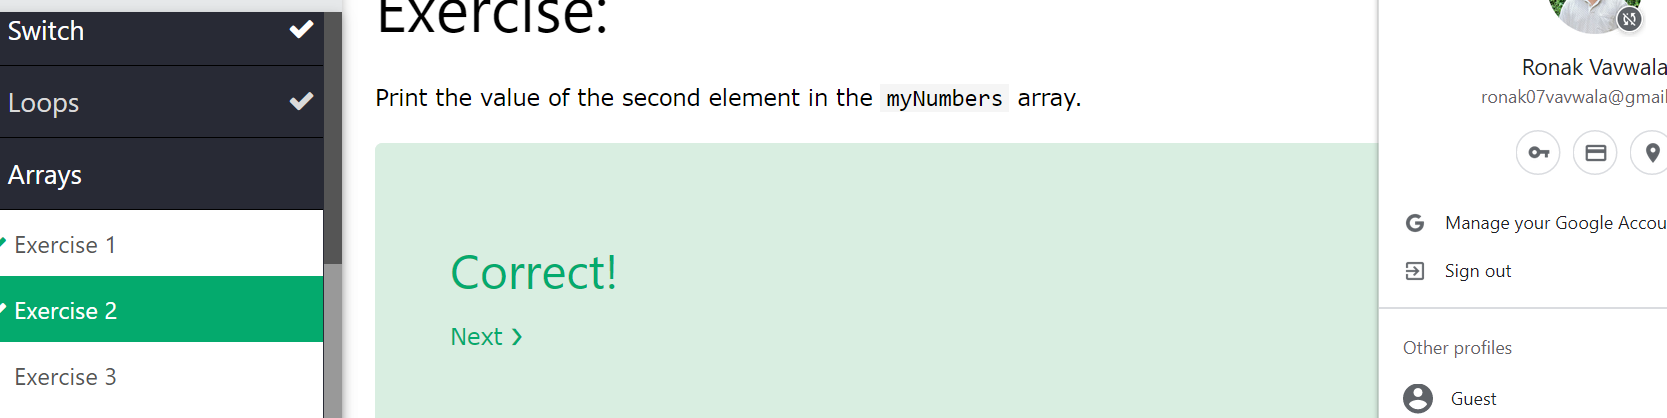 Switch
Loops
Arrays
Exercise 1
Exercise 2
Exercise 3
Exercise:
Print the value of the second element in the myNumbers array.
Correct!
Next ›
Ronak Vavwala
ronak07vavwala@gmail
Manage your Google Accou
Sign out
Other profiles
Guest